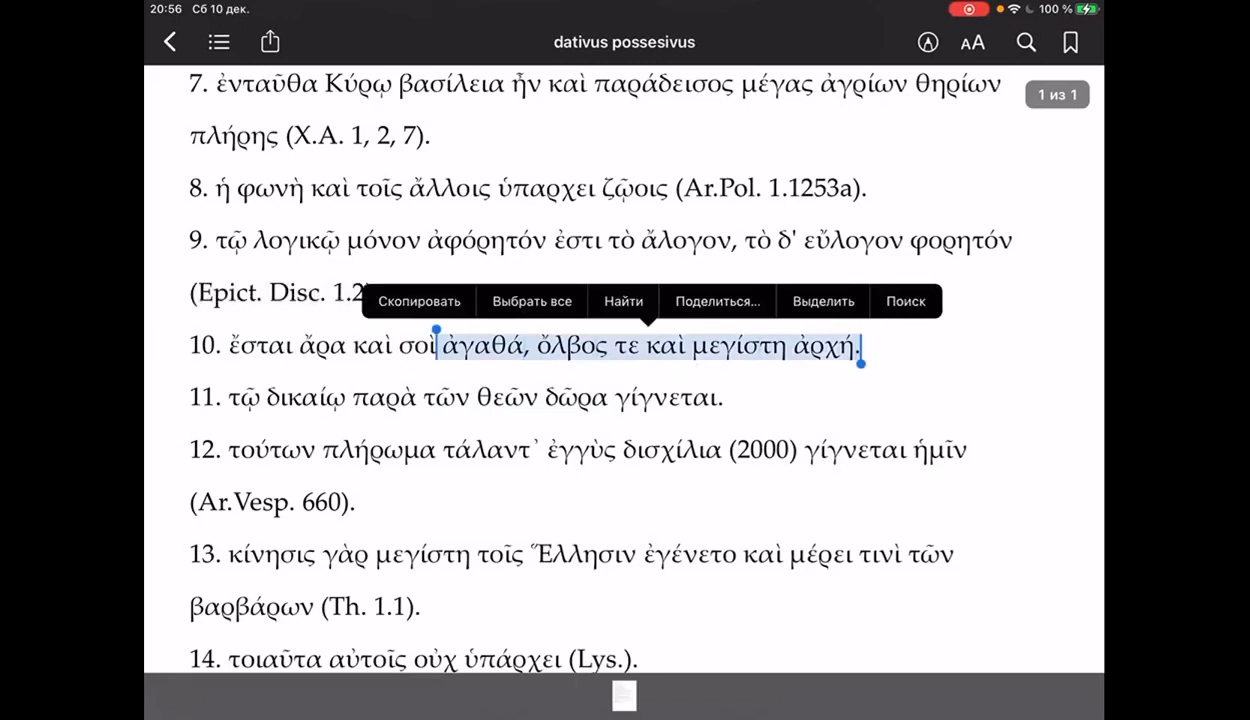 20:56 Сб 10 дек.
100 %
dativus possesivus
AA
1 из 1
7. ἐνταῦθα Κύρῳ βασίλεια ἦν καὶ παράδεισος μέγας ἀγρίων θηρίων
πλήρης (X.A. 1, 2, 7).
8. ἡ φωνὴ καὶ τοῖς ἄλλοις ὑπαρχει ζῴοις (Ar.Pol. 1.1253a).
9. τῷ λογικῷ μόνον ἀφόρητόν ἐστι τὸ ἄλογον, τὸ δ' εὔλογον φορητόν
(Epict. Disc. 1.2
Скопировать Выбрать все Найти Поделиться... Выделить Поиск
10. ἔσται ἄρα καὶ σοὶ ἀγαθά, ὄλβος τε καὶ μεγίστη ἀρχή.
11. τῷ δικαίῳ παρὰ τῶν θεῶν δῶρα γίγνεται.
12. τούτων πλήρωμα τάλαντ᾽ ἐγγὺς δισχίλια (2000) γίγνεται ἡμῖν
(Ar.Vesp. 660).
13. κίνησις γὰρ μεγίστη τοῖς Ἕλλησιν ἐγένετο καὶ μέρει τινὶ τῶν
βαρβάρων (Th. 1.1).
14. τοιαῦτα αὐτοῖς οὐχ ὑπάρχει (Lys.).